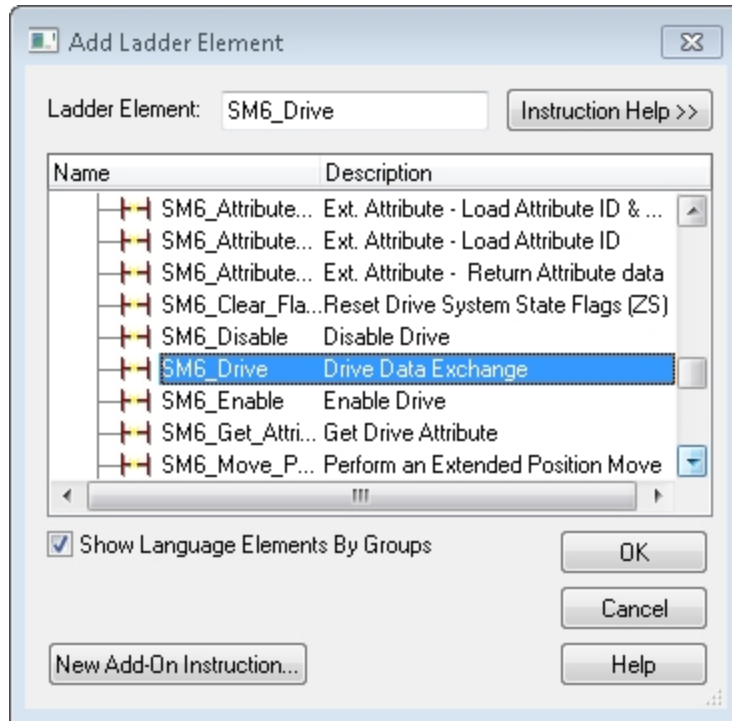 Add Ladder Element
Ladder Element: SM6_Drive Instruction Help >>
Name Description
SM6_Attribute... Ext. Attribute - Load Attribute ID & ...
SM6_Attribute... Ext. Attribute - Load Attribute ID
SM6_Attribute... Ext. Attribute - Return Attribute data
SM6_Clear_Fla... Reset Drive System State Flags (ZS)
SM6_Disable Disable Drive
SM6_Drive Drive Data Exchange
SM6_Enable Enable Drive
SM6_Get_Attri... Get Drive Attribute
SM6_Move_P... Perform an Extended Position Move
Show Language Elements By Groups
OK
Cancel
New Add-On Instruction... Help